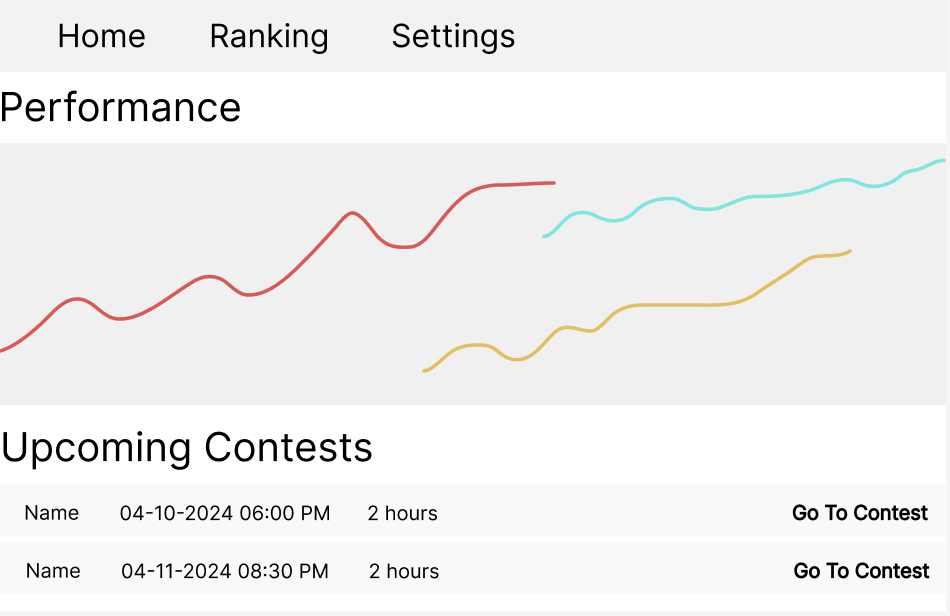 Home Ranking Settings
Performance
Upcoming Contests
Name 04-10-2024 06:00 PM 2 hours Go To Contest
Name 04-11-2024 08:30 PM 2 hours Go To Contest